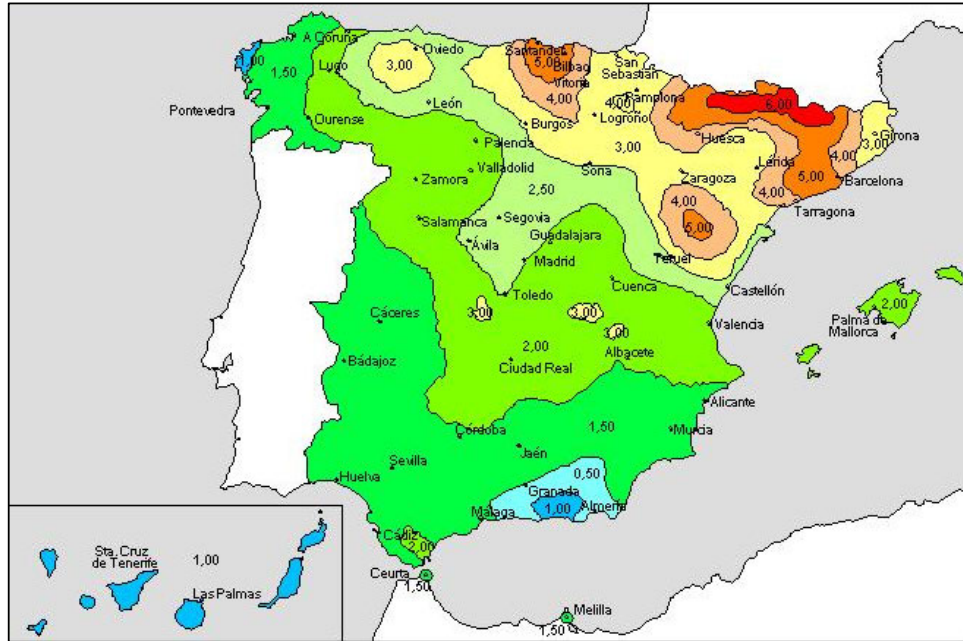 A Coruña
Oviedo
Santander
San
Sebastián
1,00
1,50
Lugo
3,00
5,00
Bilbao
Vitoria
4,00
4,00
Pamplona
6,00
Pontevedra
Ourense
León
Burgos
Logroño
Huesca
Girona
3,00
Palencia
Valladolid
Soria
3,00
Zaragoza
Lérida
4,00
Zamora
2,50
4,00
4,00
5,00
Barcelona
Salamanca
Segovia
5,00
Tarragona
Ávila
Guadalajara
Madrid
Teruel
Cuenca
Castellón
Toledo
2,00
Palma de
Mallorca
Cáceres
3,00
3,00
3,00
Valencia
2,00
Albacete
Bádajoz
Ciudad Real
Alicante
Córdoba
1,50
Murcia
Jaén
Sevilla
0,50
Huelva
Granada
1,00
Almería
Málaga
Cádiz
2,00
Ceurta
1,50
Melilla
1,50
Sta. Cruz
de Tenerife
1,00
Las Palmas